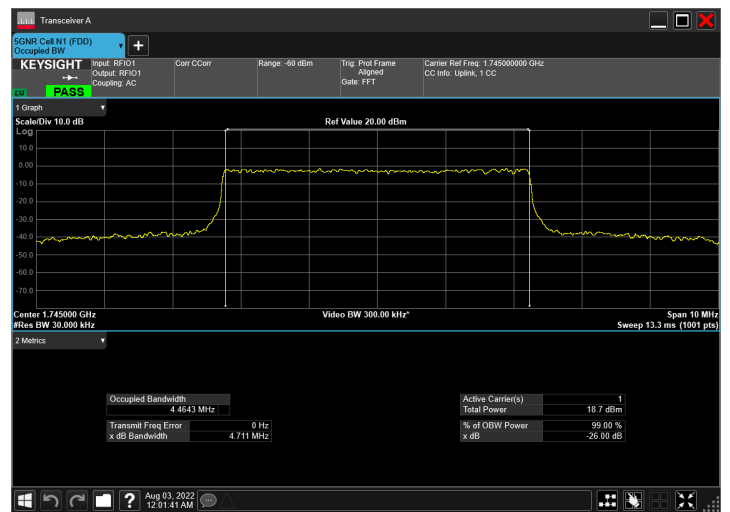 Transceiver A
5GNR Cell N1 (FDD)
Occupied BW
+
KEYSIGHT
LXI
PASS
Input: RFIO1
Output: RFIO1
Coupling: AC
Corr CCorr
Range: -60 dBm
Trig: Prot Frame
Aligned
Gate: FFT
Carrier Ref Freq: 1.745000000 GHz
CC Info: Uplink, 1 CC
1 Graph
Scale/Div 10.0 dB
Ref Value 20.00 dBm
Log
10.0
0.00
-10.0
-20.0
-30.0
-40.0
-50.0
-60.0
-70.0
Center 1.745000 GHz
Video BW 300.00 kHz*
Span 10 MHz
#Res BW 30.000 kHz
Sweep 13.3 ms (1001 pts)
2 Metrics
Occupied Bandwidth
4.4643 MHz
Transmit Freq Error 0 Hz
x dB Bandwidth 4.711 MHz
Active Carrier(s) 1
Total Power 18.7 dBm
% of OBW Power 99.00 %
x dB -26.00 dB
?
Aug 03, 2022
12:01:41 AM